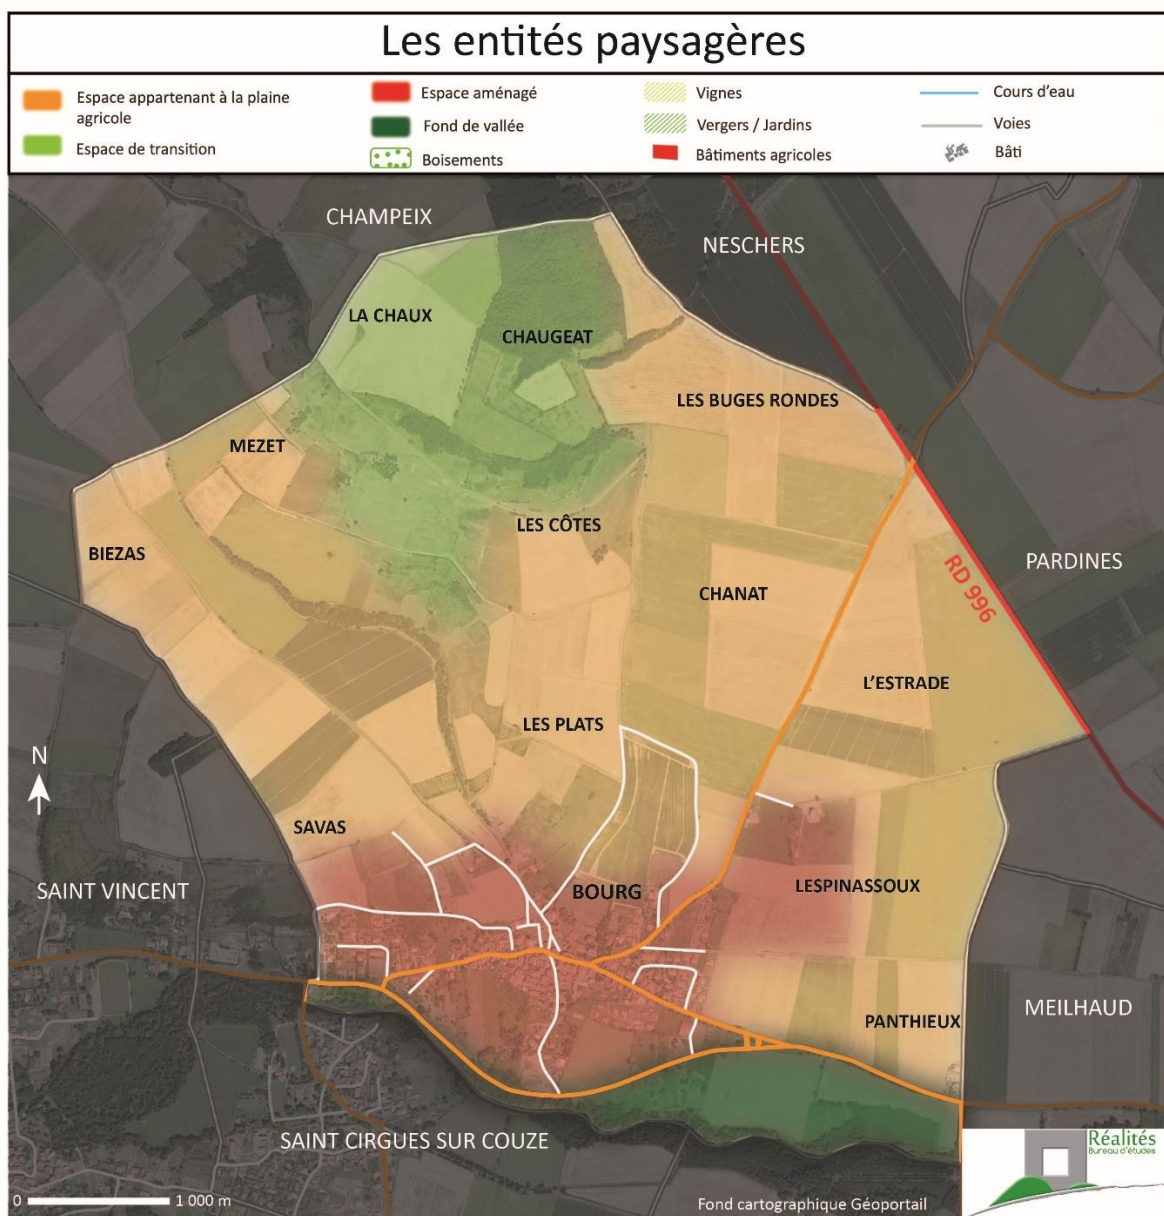 Les entités paysagères
Espace appartenant à la plaine
agricole
Espace de transition
Espace aménagé
Fond de vallée
Boisements
Vignes
Vergers / Jardins
Bâtiments agricoles
Cours d'eau
Voies
Bâti
CHAMPEIX
NESCHERS
LA CHAUX
CHAUGEAT
LES BUGES RONDES
MEZET
LES CÔTES
BIEZAS
PARDINES
CHANAT
RD 996
L'ESTRADE
LES PLATS
N
SAVAS
SAINT VINCENT
BOURG
LESPINASSOUX
PANTHIEUX
MEILHAUD
SAINT CIRGUES SUR COUZE
Réalités
Bureau d'études
0 1 000 m
Fond cartographique Géoportail